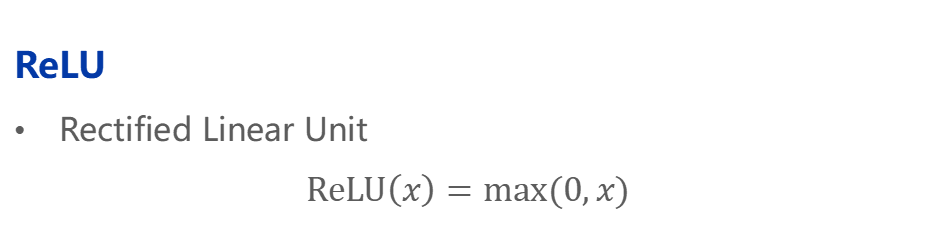 ReLU
• Rectified Linear Unit
ReLU(x) = max(0, x)